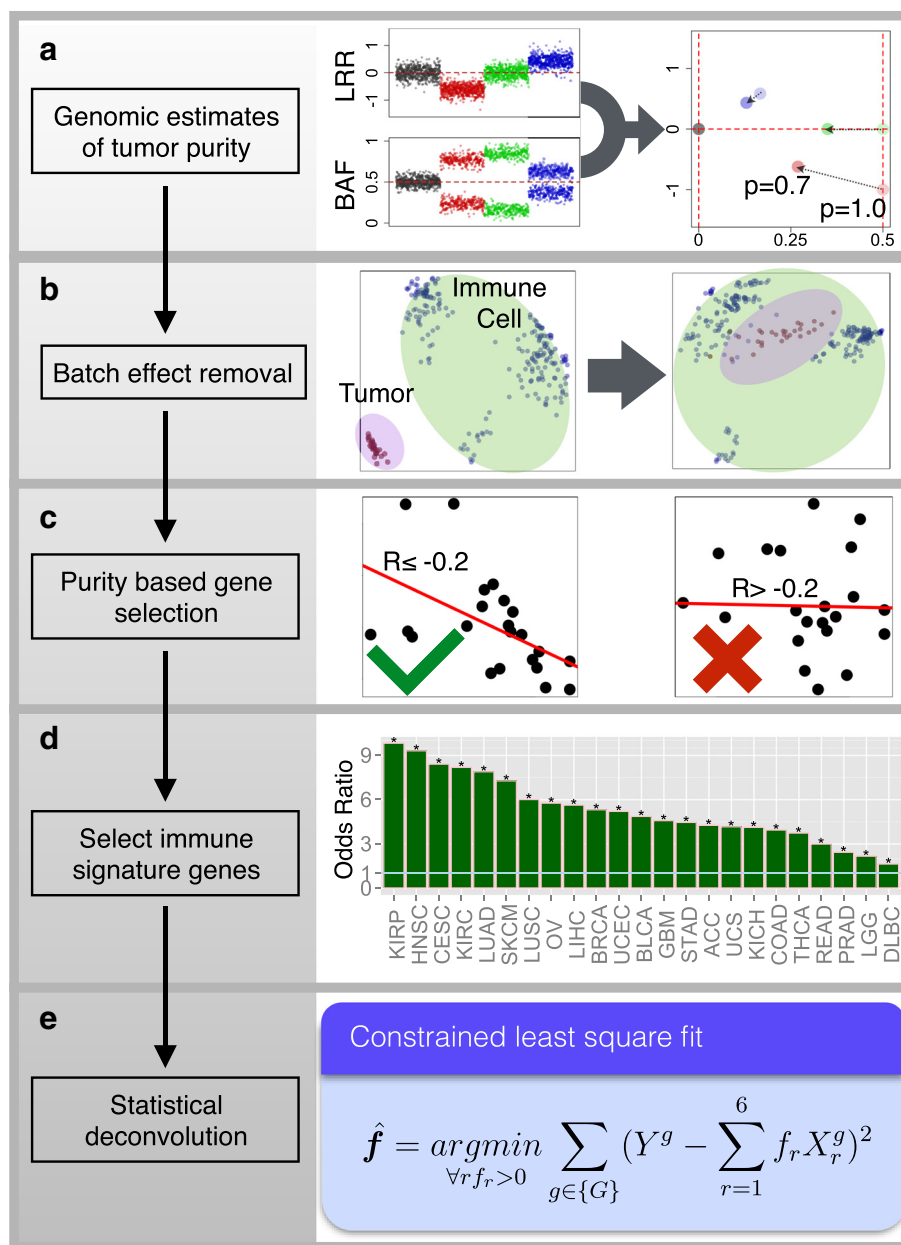 a
Genomic estimates
of tumor purity
LRR
1
0
-1
BAF
1
0.5
0
1
0
-1
p=0.7
p=1.0
0
0.25
0.5
b
Batch effect removal
Immune
Cell
Tumor
c
Purity based gene
selection
R≤ -0.2
R> -0.2
d
Select immune
signature genes
Odds Ratio
9
6
3
1
0
* * * * * * * * * * * * * * * * * * * * * * *
KIRP
HNSC
CESC
KIRC
LUAD
SKCM
LUSC
OV
LIHC
BRCA
UCEC
BLCA
GBM
STAD
ACC
UCS
KICH
COAD
THCA
READ
PRAD
LGG
DLBC
e
Statistical
deconvolution
Constrained least square fit
f̂ = argmin ∑ (Y^g − ∑ f_r X_r^g)^2
∀r f_r>0
g∈{G}
6
r=1